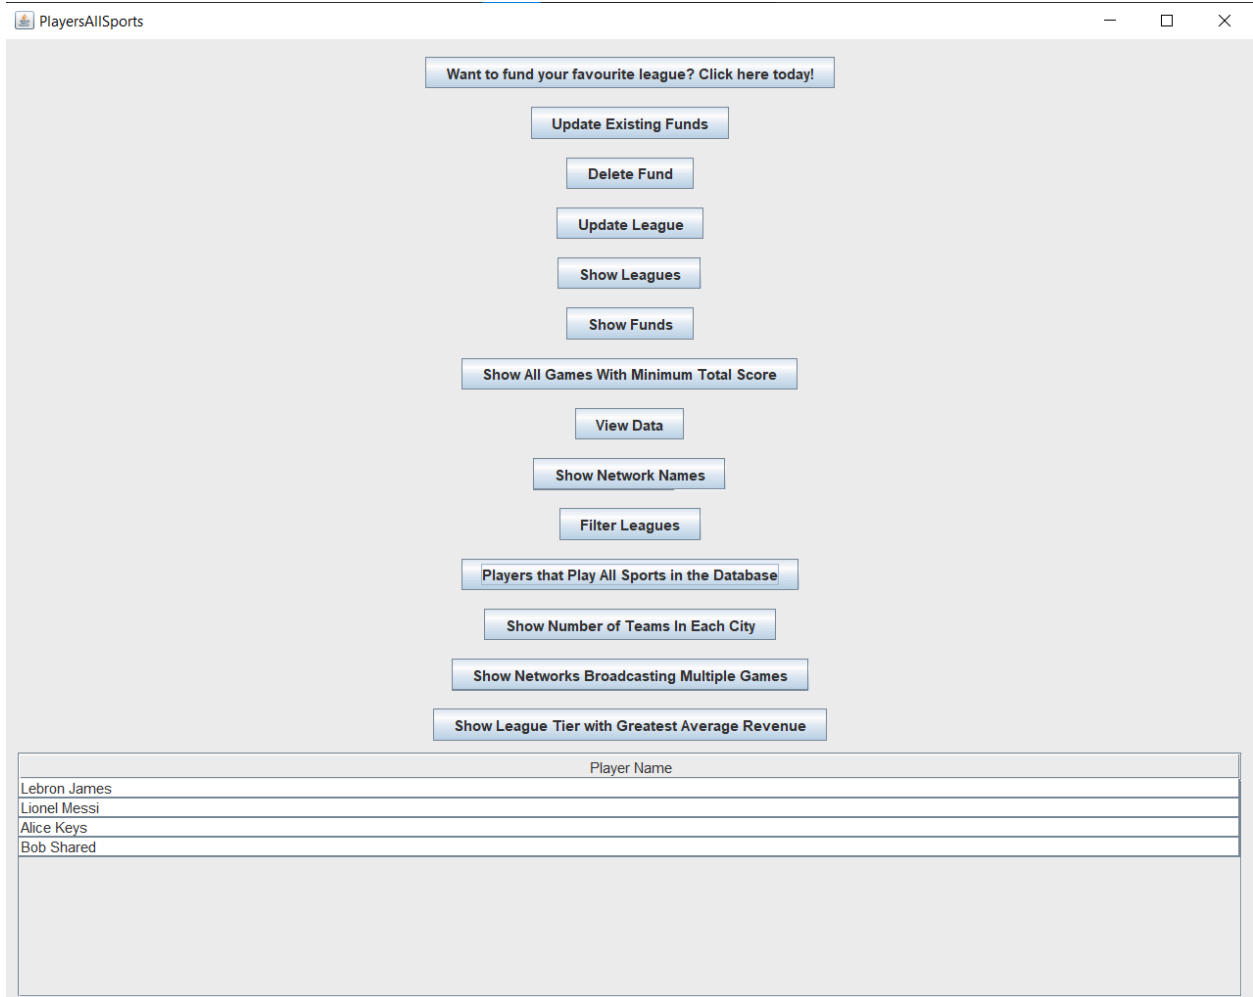 PlayersAllSports
Want to fund your favourite league? Click here today!
Update Existing Funds
Delete Fund
Update League
Show Leagues
Show Funds
Show All Games With Minimum Total Score
View Data
Show Network Names
Filter Leagues
Players that Play All Sports in the Database
Show Number of Teams In Each City
Show Networks Broadcasting Multiple Games
Show League Tier with Greatest Average Revenue
Player Name
Lebron James
Lionel Messi
Alice Keys
Bob Shared